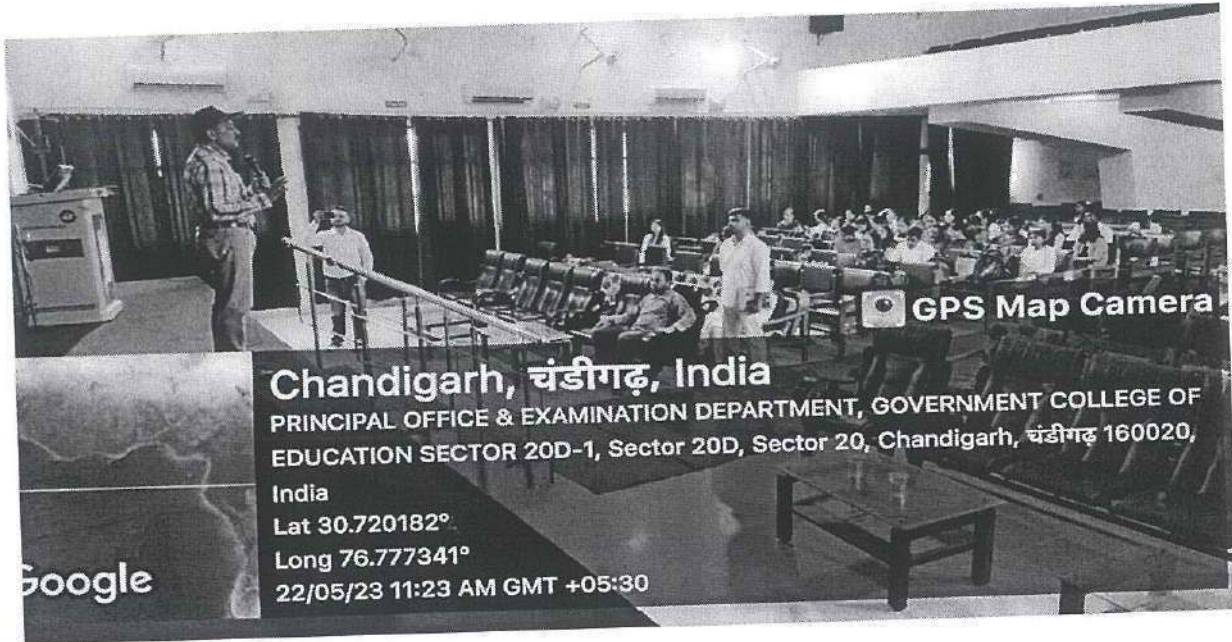 GPS Map Camera
Chandigarh, चंडीगढ़, India
PRINCIPAL OFFICE & EXAMINATION DEPARTMENT, GOVERNMENT COLLEGE OF
EDUCATION SECTOR 20D-1, Sector 20D, Sector 20, Chandigarh, चंडीगढ़ 160020,
India
Lat 30.720182°
Long 76.777341°
22/05/23 11:23 AM GMT +05:30
Google